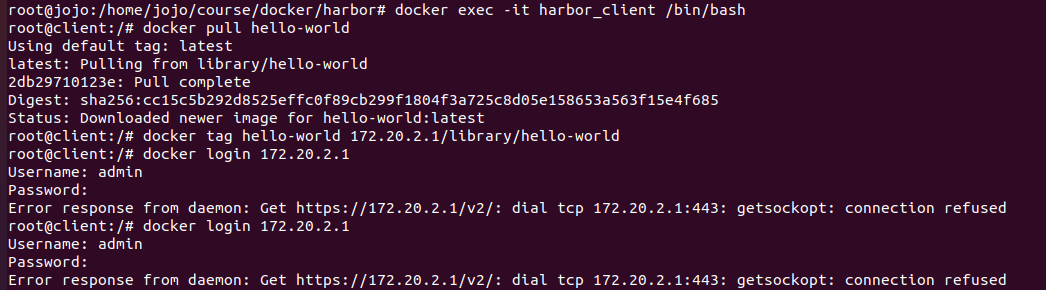 root@jojo:/home/jojo/course/docker/harbor# docker exec -it harbor_client /bin/bash
root@client:/# docker pull hello-world
Using default tag: latest
latest: Pulling from library/hello-world
2db29710123e: Pull complete
Digest: sha256:cc15c5b292d8525effc0f89cb299f1804f3a725c8d05e158653a563f15e4f685
Status: Downloaded newer image for hello-world:latest
root@client:/# docker tag hello-world 172.20.2.1/library/hello-world
root@client:/# docker login 172.20.2.1
Username: admin
Password:
Error response from daemon: Get https://172.20.2.1/v2/: dial tcp 172.20.2.1:443: getsockopt: connection refused
root@client:/# docker login 172.20.2.1
Username: admin
Password:
Error response from daemon: Get https://172.20.2.1/v2/: dial tcp 172.20.2.1:443: getsockopt: connection refused